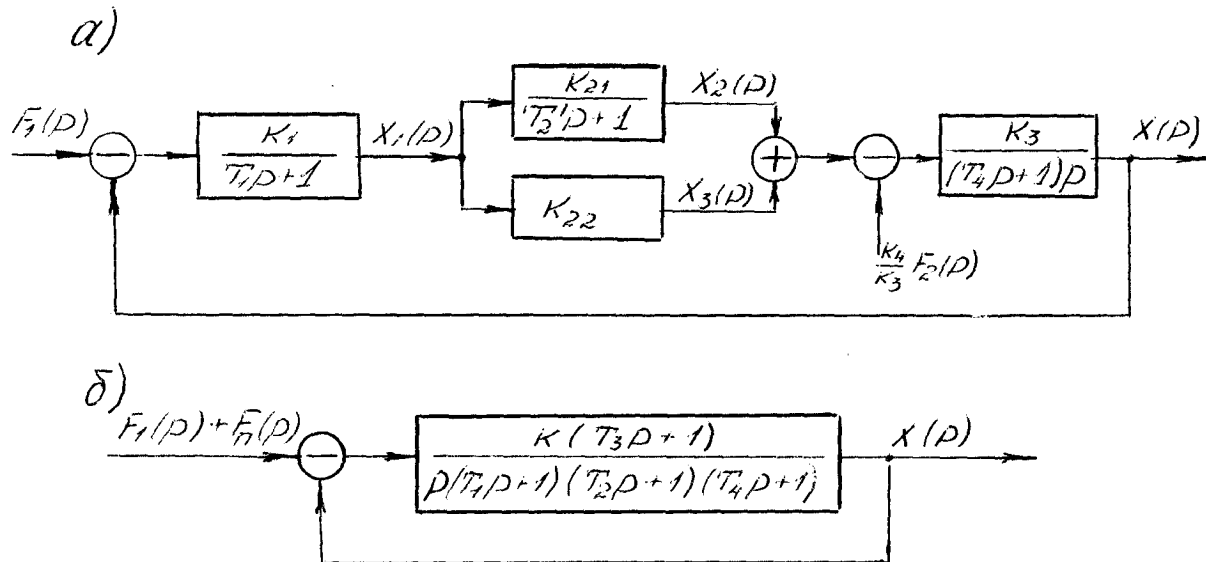 а)
F₁(p)
K₁
T₁p+1
X₁(p)
K₂₁
T₂p+1
X₂(p)
K₂₂
X₃(p)
+
−
K₄
K₃
F₂(p)
K₃
(T₄p+1)p
X(p)
б)
F₁(p)+Fп(p)
−
K(T₃p+1)
p(T₁p+1)(T₂p+1)(T₄p+1)
X(p)